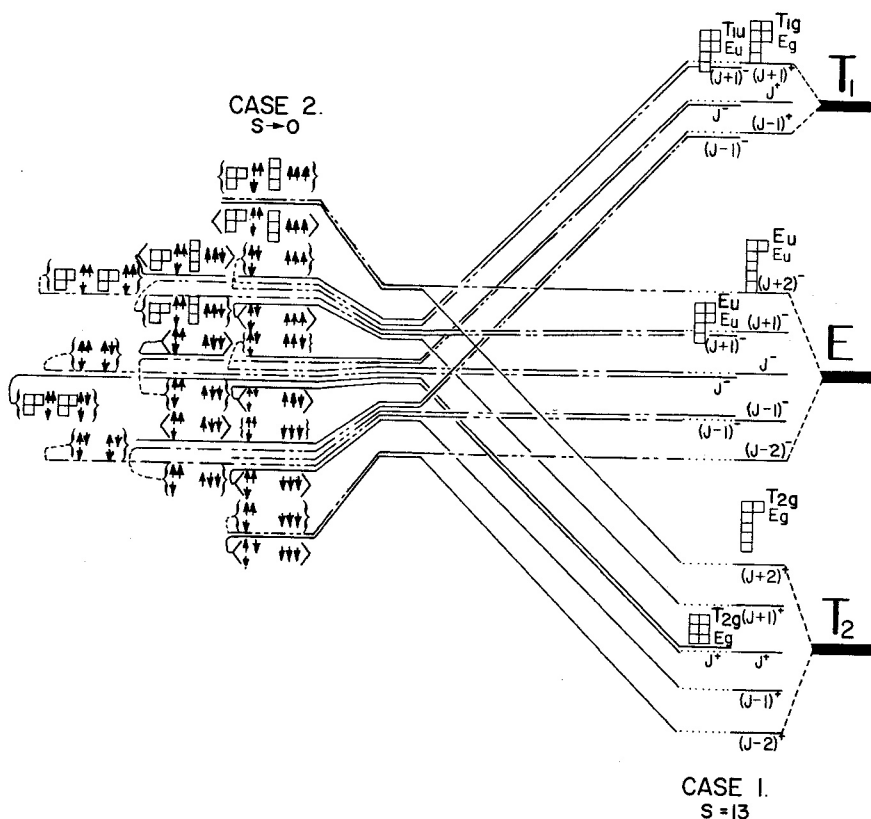 T1u T1g
Eu Eg
(J+1)⁻ (J+1)⁺
T1
J⁺
J⁻
(J-1)⁺
(J-1)⁻
CASE 2.
S→0
Eu
Eu
(J+2)⁻
Eu
Eu
(J+1)⁻
(J+1)⁻
E
J⁻
J⁻
(J-1)⁻
(J-1)⁻
(J-2)⁻
T2g
Eg
(J+2)⁺
T2g (J+1)⁺
Eg
T2
J⁺ J⁺
(J-1)⁺
(J-2)⁺
CASE 1.
S=13